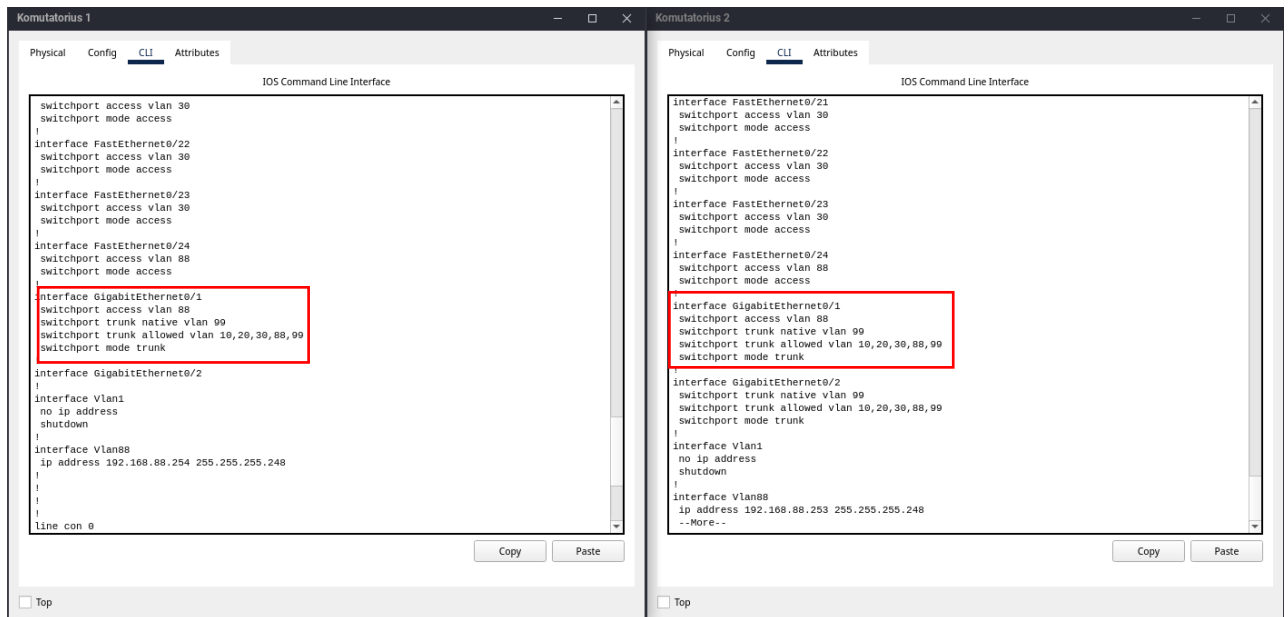 Komutatorius 1
Physical Config CLI Attributes
IOS Command Line Interface
switchport access vlan 30
switchport mode access
!
interface FastEthernet0/22
switchport access vlan 30
switchport mode access
!
interface FastEthernet0/23
switchport access vlan 30
switchport mode access
!
interface FastEthernet0/24
switchport access vlan 88
switchport mode access
!
interface GigabitEthernet0/1
switchport access vlan 88
switchport trunk native vlan 99
switchport trunk allowed vlan 10,20,30,88,99
switchport mode trunk
interface GigabitEthernet0/2
!
interface Vlan1
no ip address
shutdown
!
interface Vlan88
ip address 192.168.88.254 255.255.255.248
!
!
!
!
line con 0
Copy Paste
Top
Komutatorius 2
Physical Config CLI Attributes
IOS Command Line Interface
interface FastEthernet0/21
switchport access vlan 30
switchport mode access
!
interface FastEthernet0/22
switchport access vlan 30
switchport mode access
!
interface FastEthernet0/23
switchport access vlan 30
switchport mode access
!
interface FastEthernet0/24
switchport access vlan 88
switchport mode access
!
interface GigabitEthernet0/1
switchport access vlan 88
switchport trunk native vlan 99
switchport trunk allowed vlan 10,20,30,88,99
switchport mode trunk
!
interface GigabitEthernet0/2
switchport trunk native vlan 99
switchport trunk allowed vlan 10,20,30,88,99
switchport mode trunk
!
interface Vlan1
no ip address
shutdown
!
interface Vlan88
ip address 192.168.88.253 255.255.255.248
--More--
Copy Paste
Top